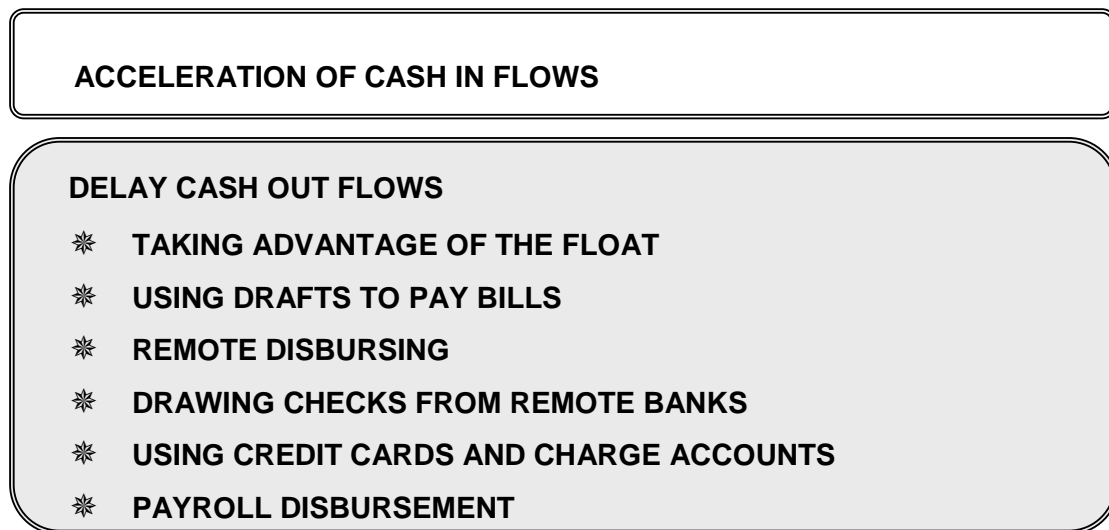 ACCELERATION OF CASH IN FLOWS
DELAY CASH OUT FLOWS
✵ TAKING ADVANTAGE OF THE FLOAT
✵ USING DRAFTS TO PAY BILLS
✵ REMOTE DISBURSING
✵ DRAWING CHECKS FROM REMOTE BANKS
✵ USING CREDIT CARDS AND CHARGE ACCOUNTS
✵ PAYROLL DISBURSEMENT